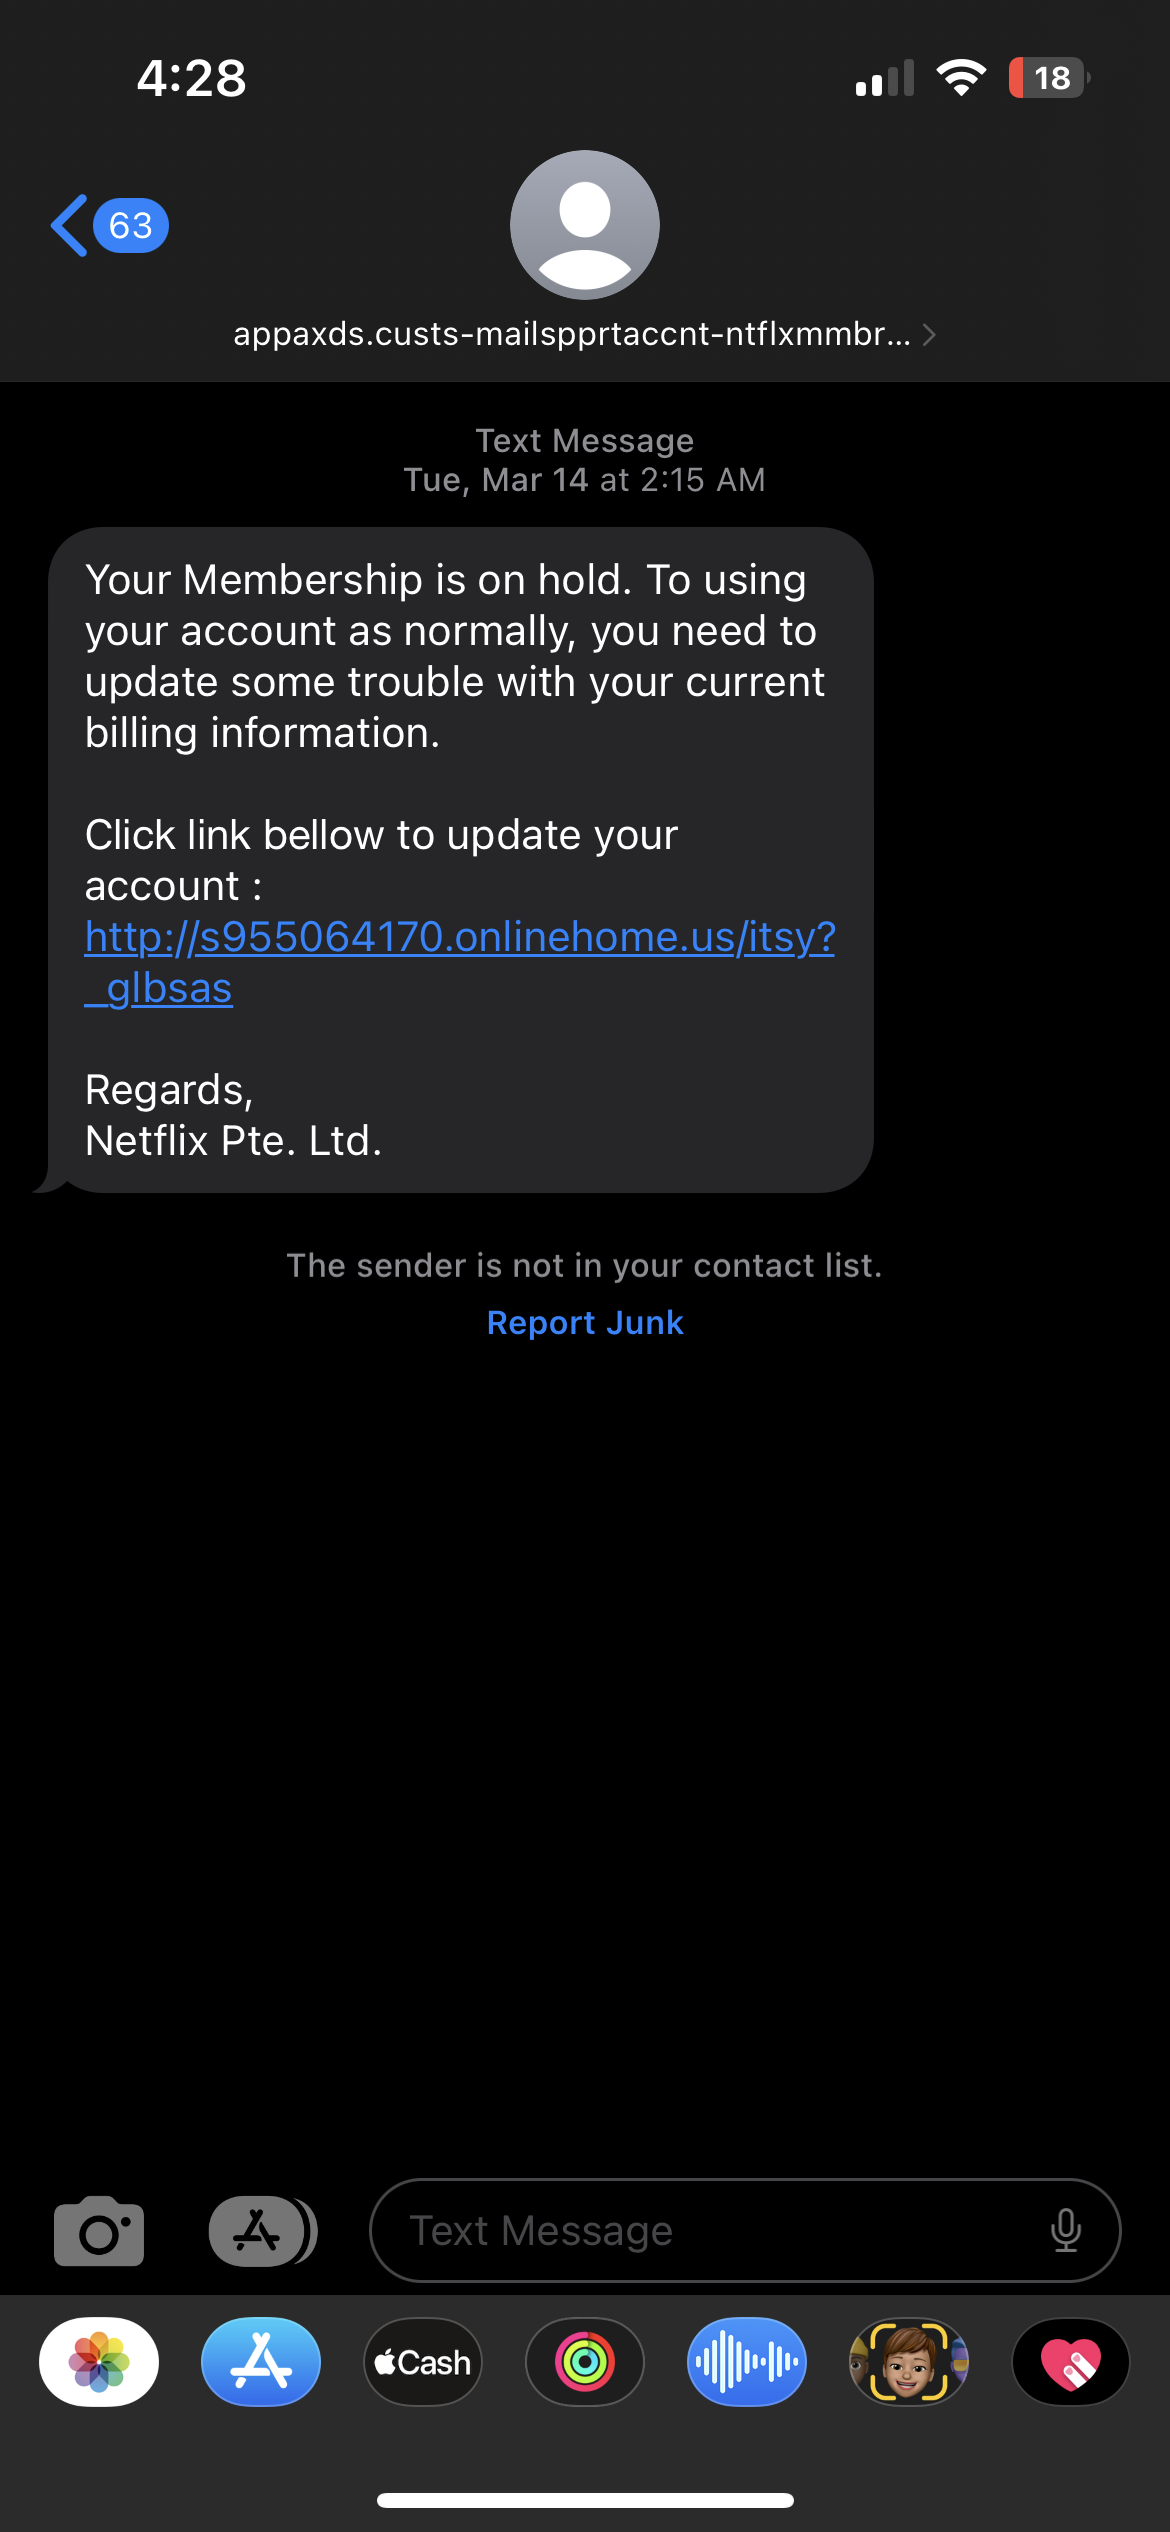 4:28
18
63
appaxds.custs-mailspprtaccnt-ntflxmmbr...
Text Message
Tue, Mar 14 at 2:15 AM
Your Membership is on hold. To using
your account as normally, you need to
update some trouble with your current
billing information.
Click link bellow to update your
account :
http://s955064170.onlinehome.us/itsy?
_glbsas
Regards,
Netflix Pte. Ltd.
The sender is not in your contact list.
Report Junk
Text Message
Cash